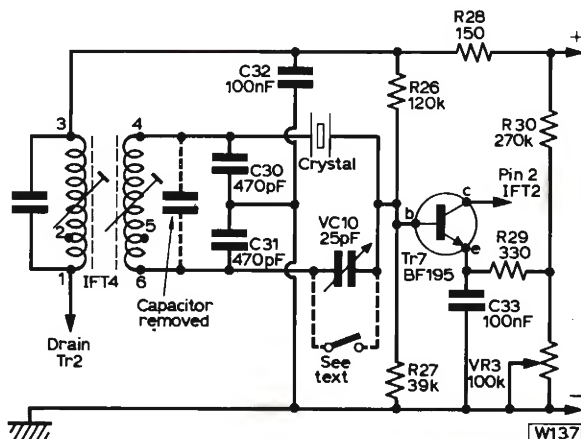 R28
150
+
C32
100nF
R26
120k
3
4
R30
270k
C30
470pF
Crystal
Pin 2
IFT2
c
b
VC10
25pF
2
5
C31
470pF
e
R29
330
Tr7
BF195
1
IFT4
6
Capacitor
removed
C33
100nF
Drain
Tr2
See
text
R27
39k
VR3
100k
-
W137